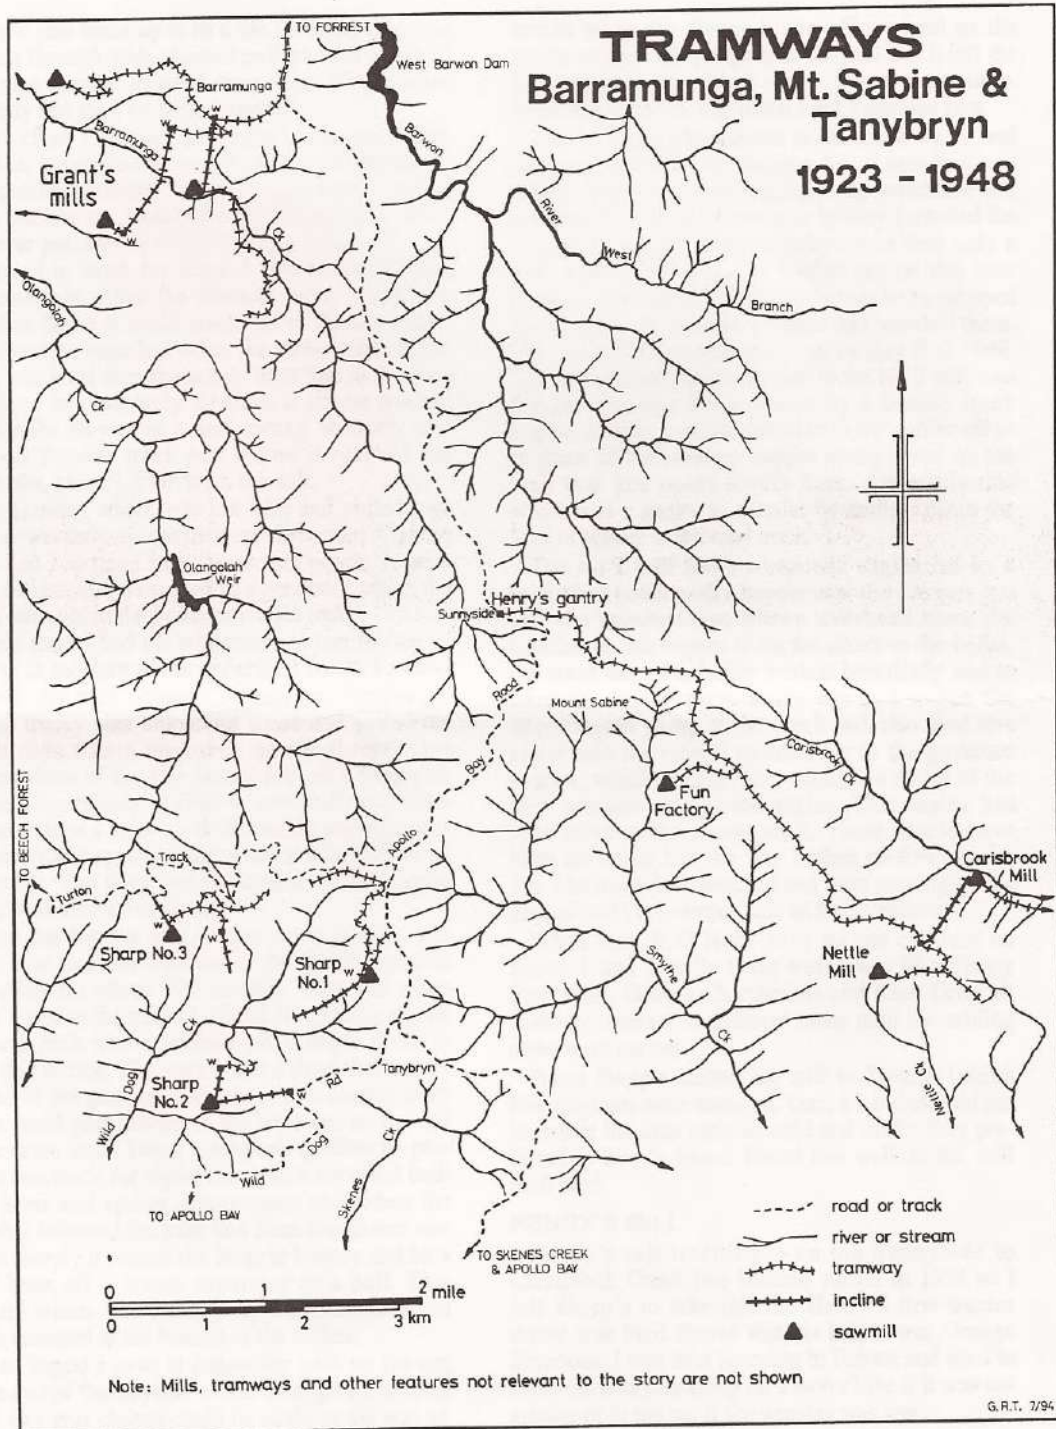 TRAMWAYS
Barramunga, Mt. Sabine &
Tanybryn
1923 - 1948
TO FORREST
West Barwon Dam
Barramunga
Barwon
Barramunga
Grant's
mills
w
w
w
Ck
River
West
Branch
Olangolah
Ck
Olangolah
Weir
Henry's gantry
Sunnyside
Road
Mount Sabine
Bay
Carisbrook
Ck
Fun
Factory
TO BEECH FOREST
Apollo
Track
Turton
Carisbrook
Mill
w
w
Sharp No.3
Sharp
No.1
w
Smythe
Ck
Nettle
Mill
w
Nettle Ck
Ck
Dog
Wild
w
Sharp
No.2
w
Rd
Tanybryn
Dog
Wild
Ck
Skenes
TO APOLLO BAY
TO SKENES CREEK
& APOLLO BAY
road or track
river or stream
tramway
incline
sawmill
0 1 2 mile
0 1 2 3 km
Note: Mills, tramways and other features not relevant to the story are not shown
G.R.T. 7/94